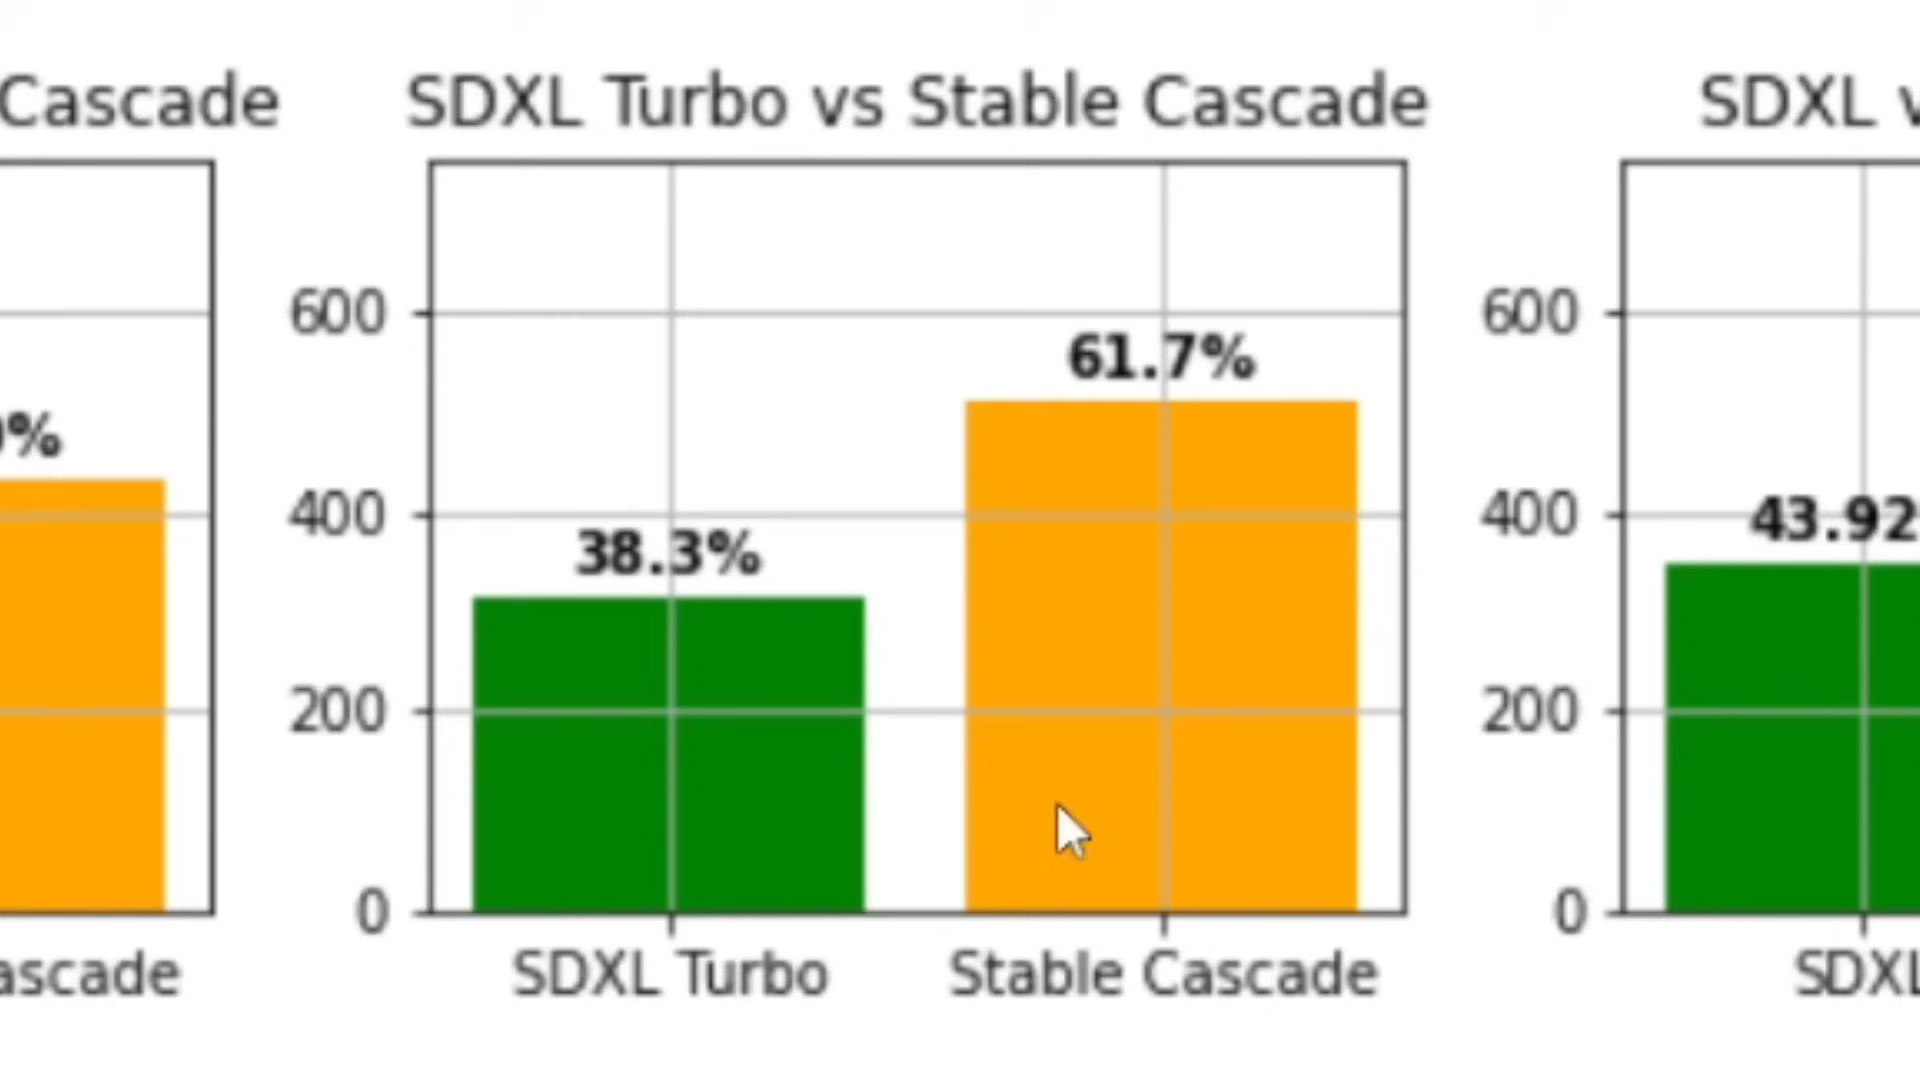 Cascade
%
ascade
SDXL Turbo vs Stable Cascade
600
400
200
0
38.3%
61.7%
SDXL Turbo
Stable Cascade
SDXL v
600
400
200
0
43.92
SDXL